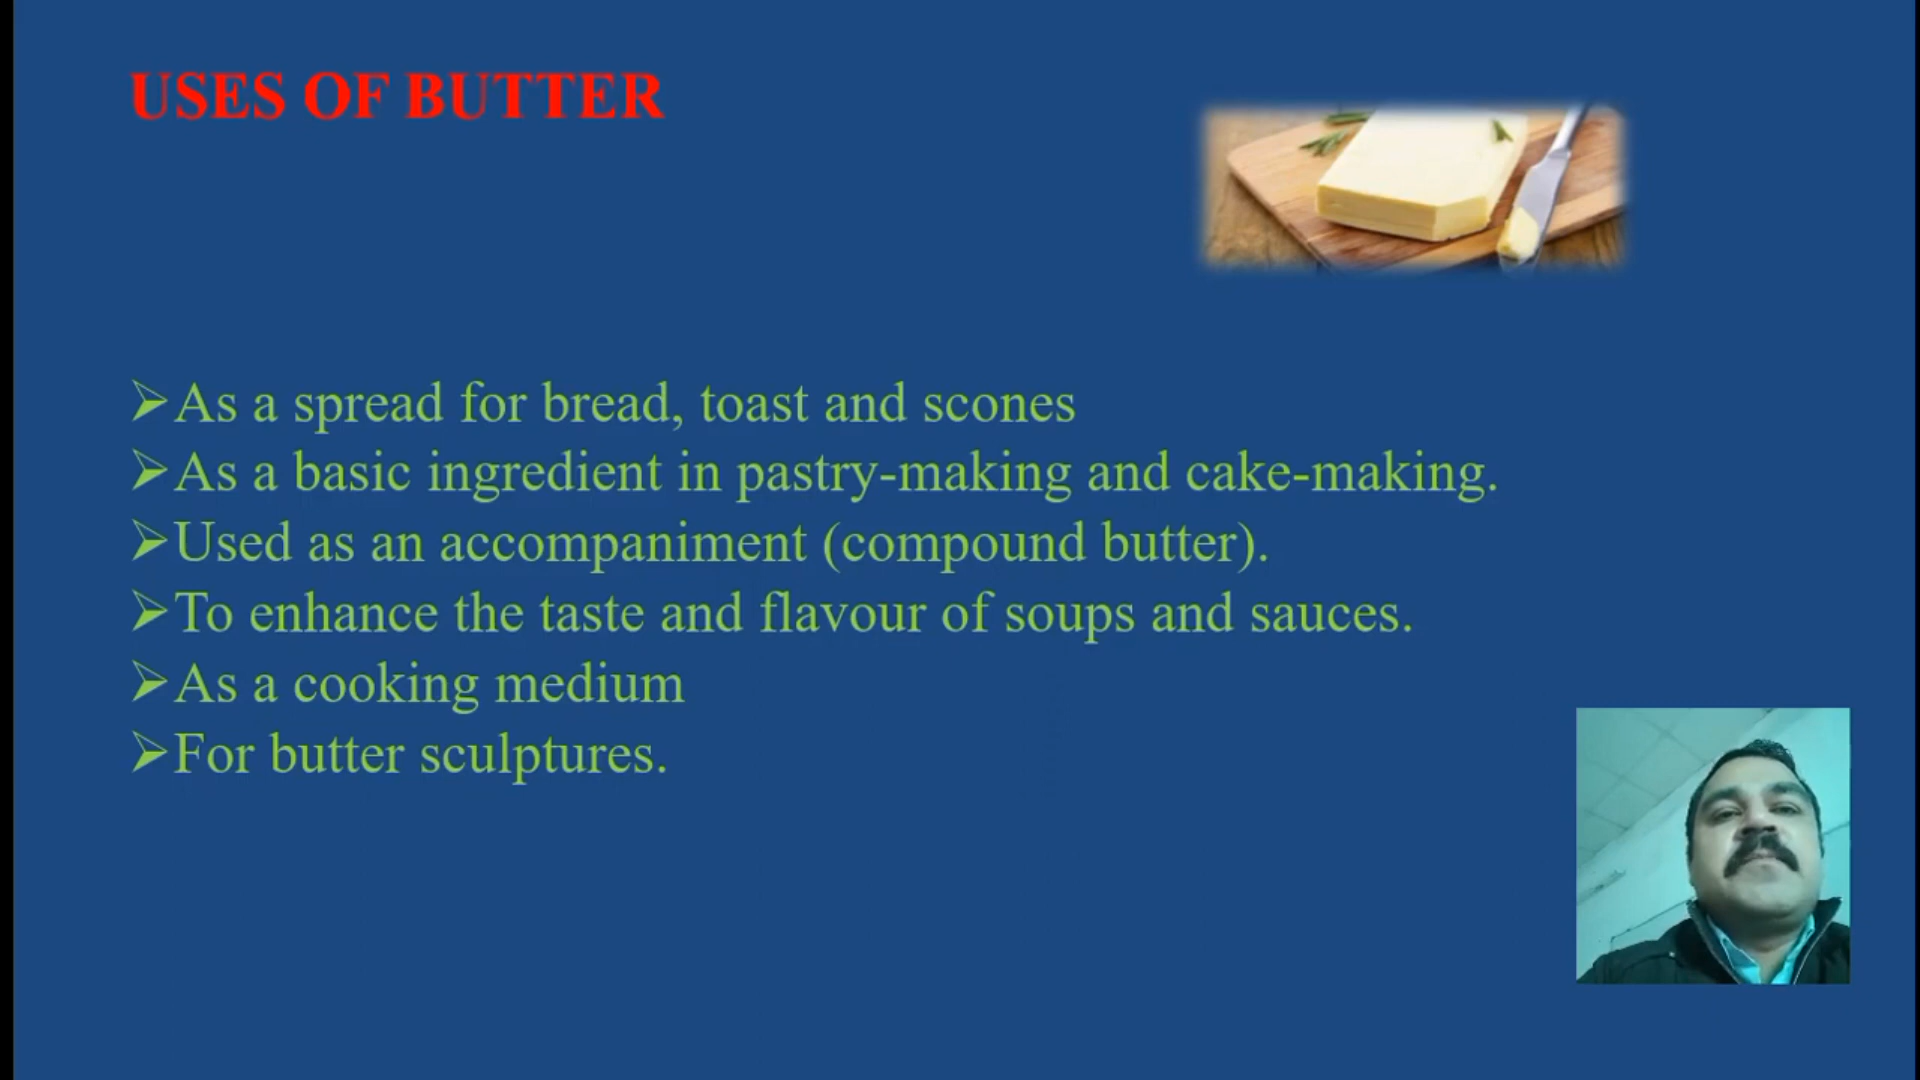 USES OF BUTTER
➢As a spread for bread, toast and scones
➢As a basic ingredient in pastry-making and cake-making.
➢Used as an accompaniment (compound butter).
➢To enhance the taste and flavour of soups and sauces.
➢As a cooking medium
➢For butter sculptures.